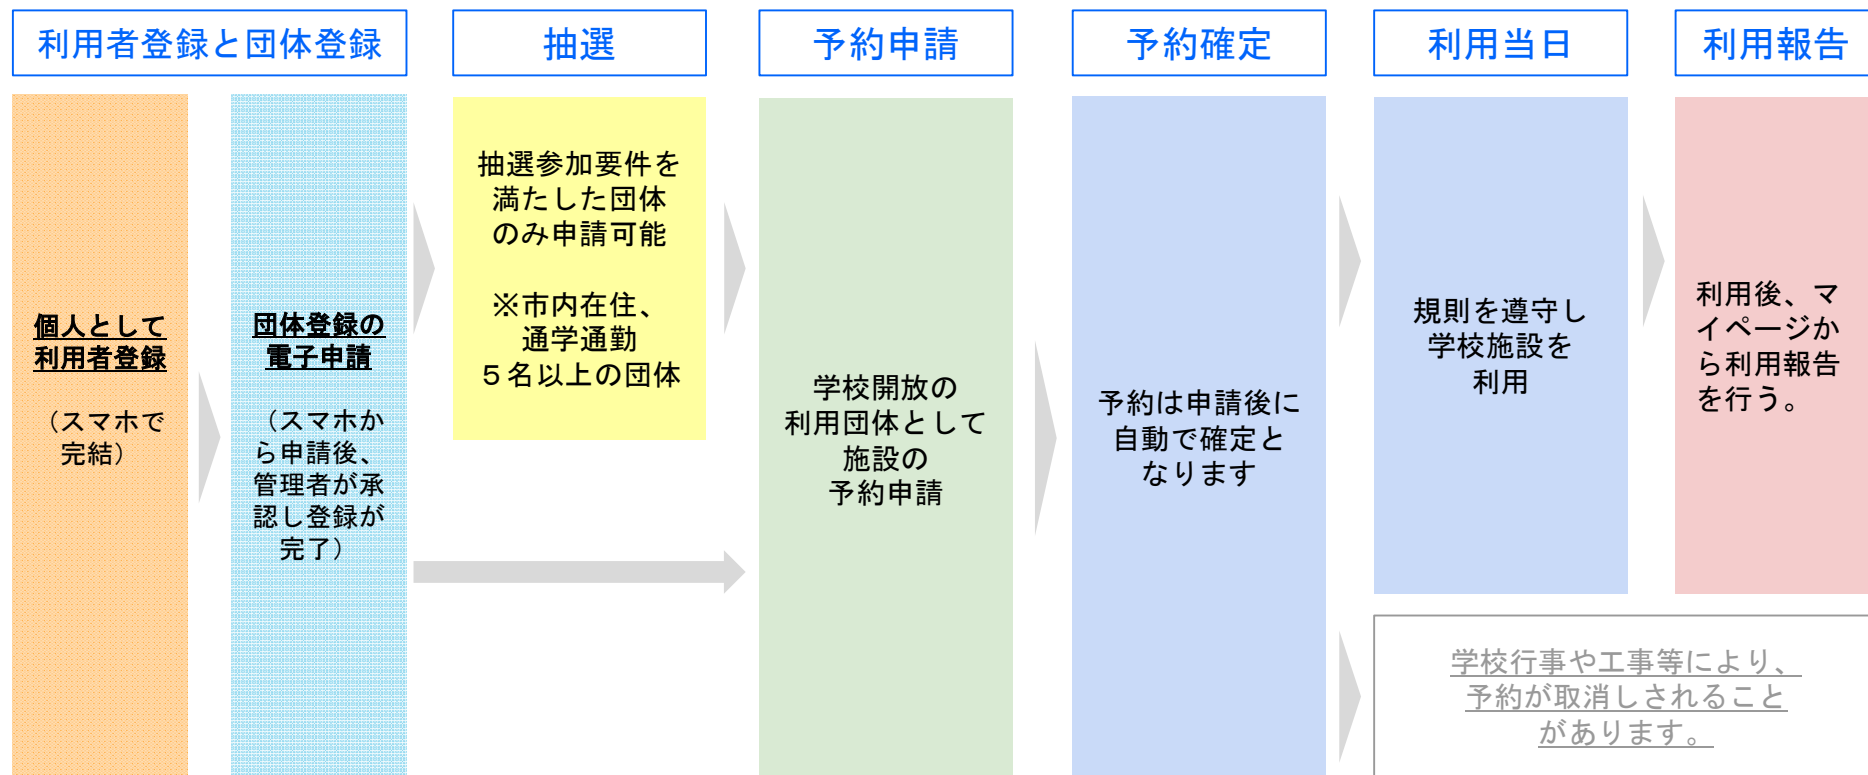 利用者登録と団体登録
抽選
予約申請
予約確定
利用当日
利用報告
個人として
利用者登録
（スマホで
完結）
団体登録の
電子申請
（スマホか
ら申請後、
管理者が承
認し登録が
完了）
抽選参加要件を
満たした団体
のみ申請可能
※市内在住、
通学通勤
５名以上の団体
学校開放の
利用団体として
施設の
予約申請
予約は申請後に
自動で確定と
なります
規則を遵守し
学校施設を
利用
利用後、マ
イページか
ら利用報告
を行う。
学校行事や工事等により、
予約が取消しされること
があります。